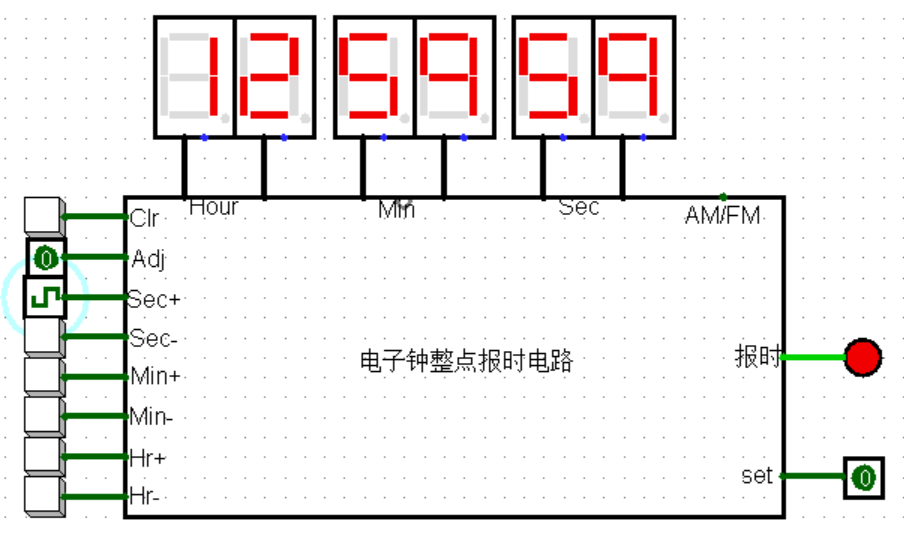 12 59 59
Hour Min Sec AM/FM
Clr
Adj
Sec+
Sec-
Min+
Min-
Hr+
Hr-
0
电子钟整点报时电路
报时
set
0